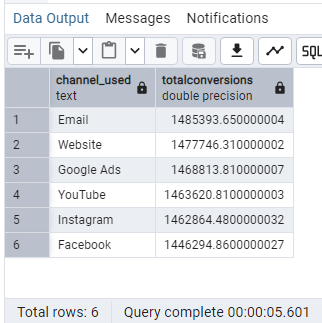 Data Output Messages Notifications
SQL
channel_used totalconversions
text double precision
1 Email 1485393.650000004
2 Website 1477746.310000002
3 Google Ads 1468813.810000007
4 YouTube 1463620.8100000003
5 Instagram 1462864.4800000032
6 Facebook 1446294.8600000027
Total rows: 6 Query complete 00:00:05.601